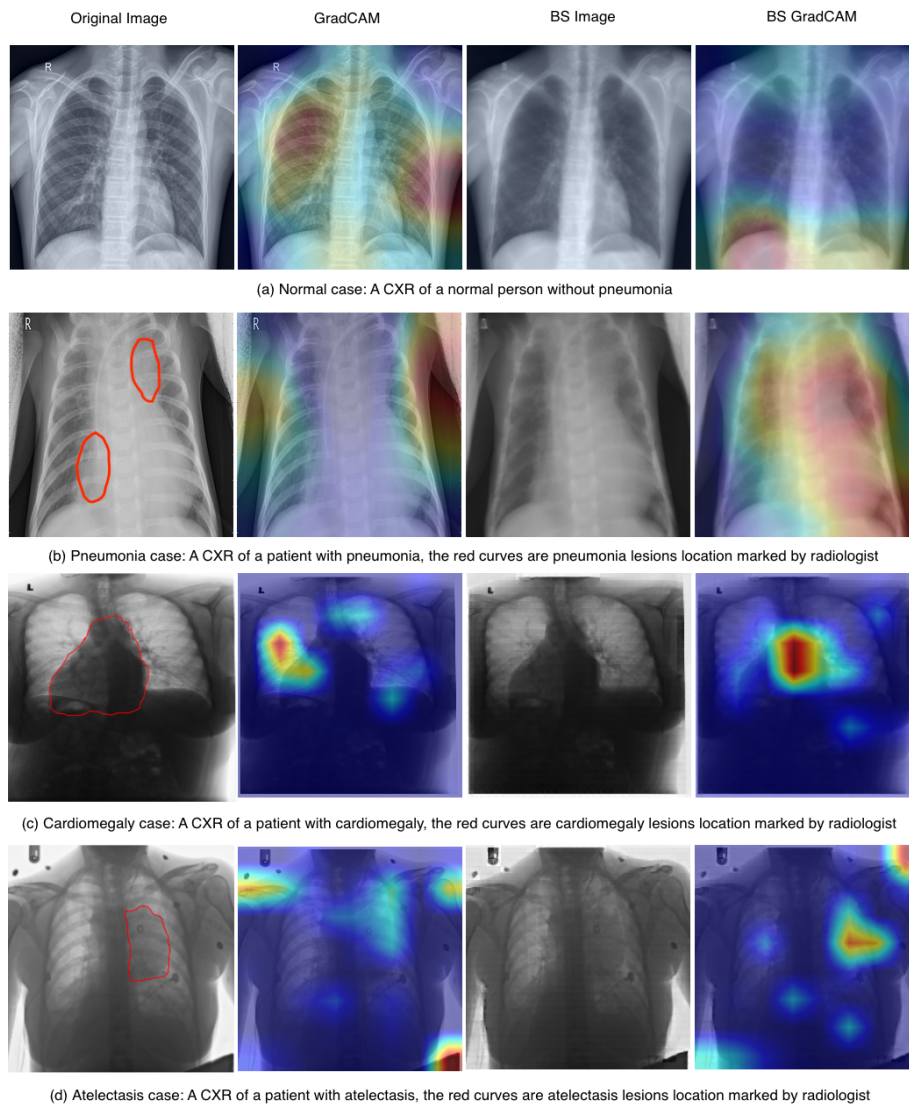 Original Image GradCAM BS Image BS GradCAM
R R
(a) Normal case: A CXR of a normal person without pneumonia
R R
(b) Pneumonia case: A CXR of a patient with pneumonia, the red curves are pneumonia lesions location marked by radiologist
L L L L
(c) Cardiomegaly case: A CXR of a patient with cardiomegaly, the red curves are cardiomegaly lesions location marked by radiologist
(d) Atelectasis case: A CXR of a patient with atelectasis, the red curves are atelectasis lesions location marked by radiologist